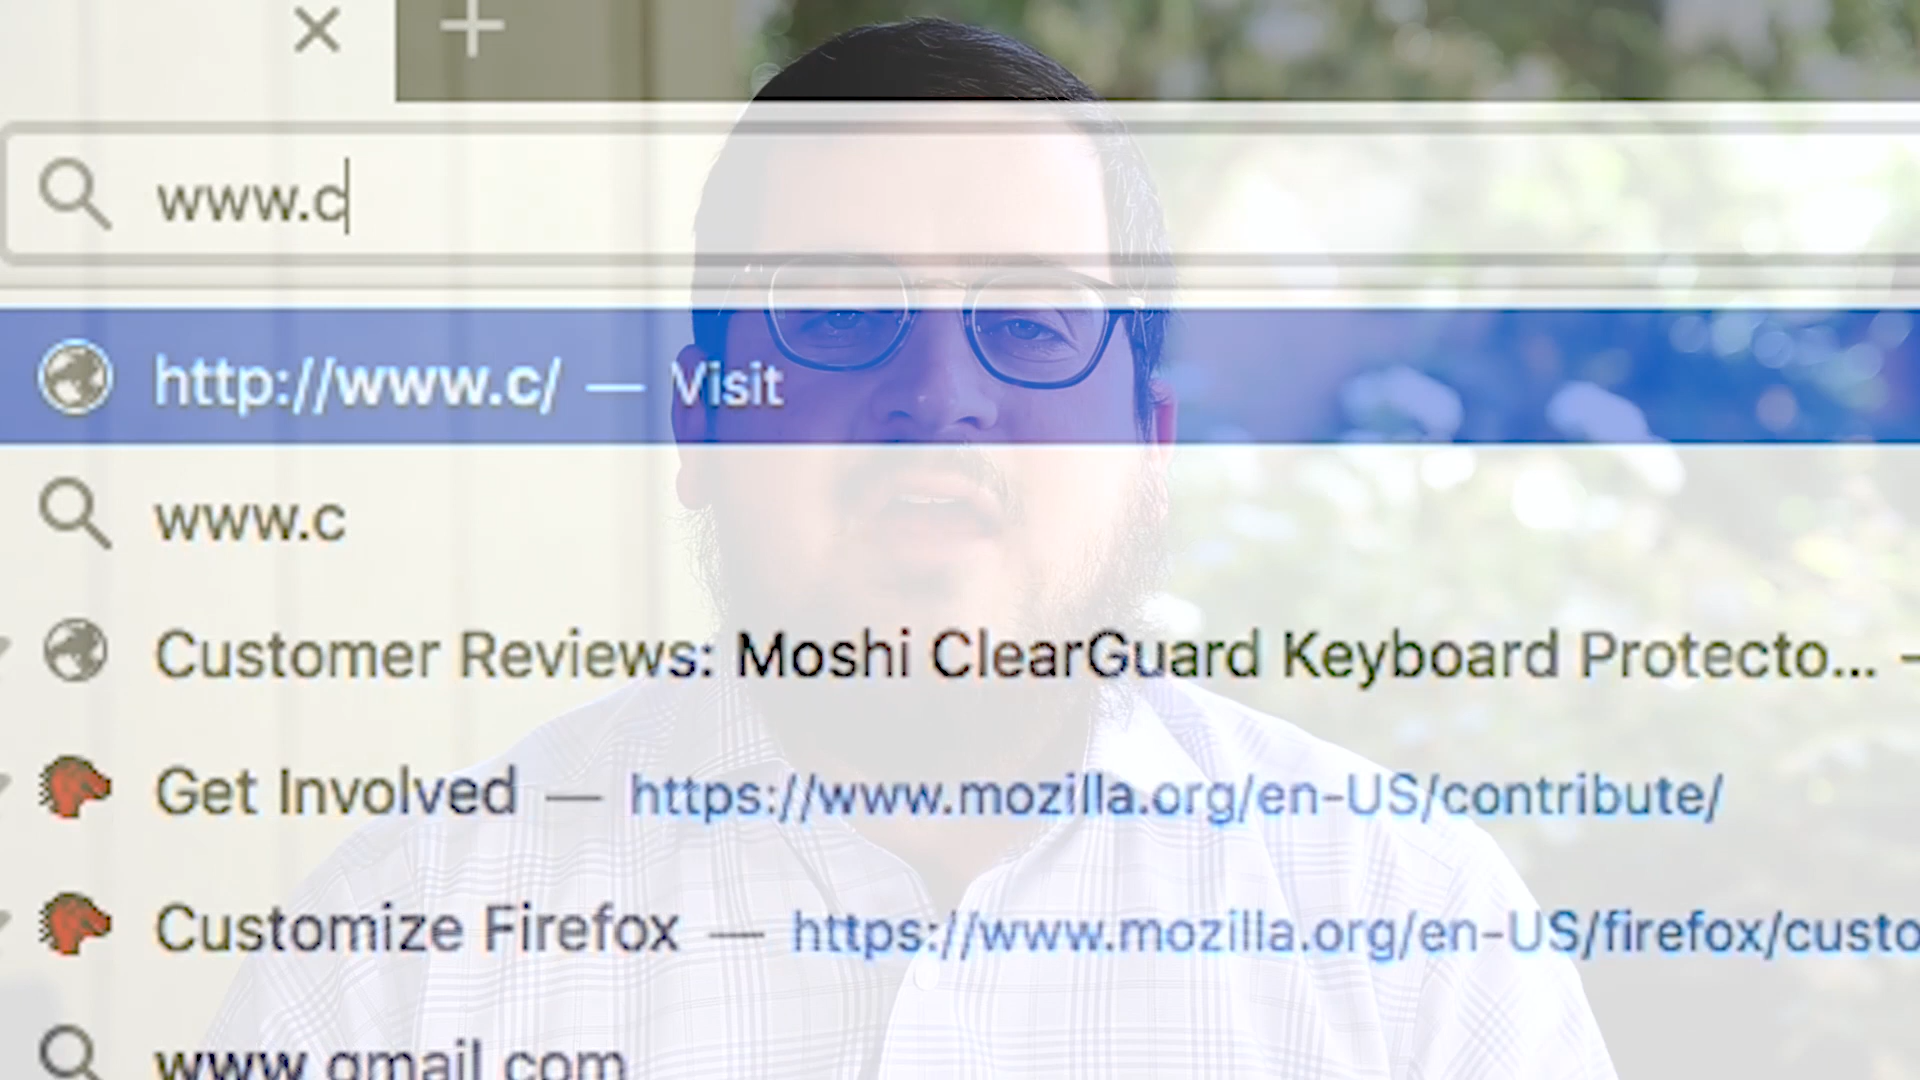 www.c
http://www.c/ — Visit
www.c
Customer Reviews: Moshi ClearGuard Keyboard Protecto... —
Get Involved — https://www.mozilla.org/en-US/contribute/
Customize Firefox — https://www.mozilla.org/en-US/firefox/custo
www.gmail.com